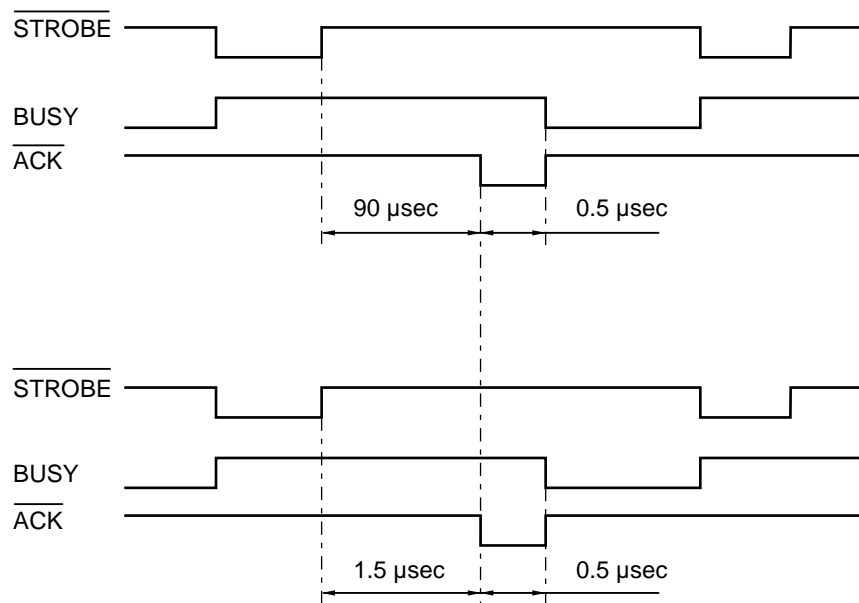 STROBE
BUSY
ACK
90 µsec 0.5 µsec
STROBE
BUSY
ACK
1.5 µsec 0.5 µsec